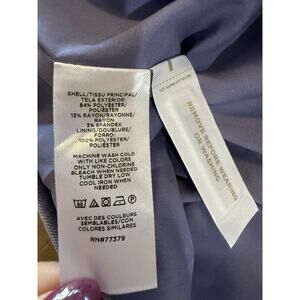 SHELL/TISSU PRINCIPAL/
TELA EXTERIOR:
84% POLYESTER/
POLIÉSTER
13% RAYON/RAYONNE/
RAYÓN
3% SPANDEX
LINING/DOUBLURE/
FORRO:
100% POLYESTER/
POLIÉSTER
MACHINE WASH COLD
WITH LIKE COLORS
ONLY NON-CHLORINE
BLEACH WHEN NEEDED
TUMBLE DRY LOW
COOL IRON WHEN
NEEDED
AVEC DES COULEURS
SEMBLABLES/CON
COLORES SIMILARES
RN#77379
REMOVE BEFORE WEARING
OR WASHING